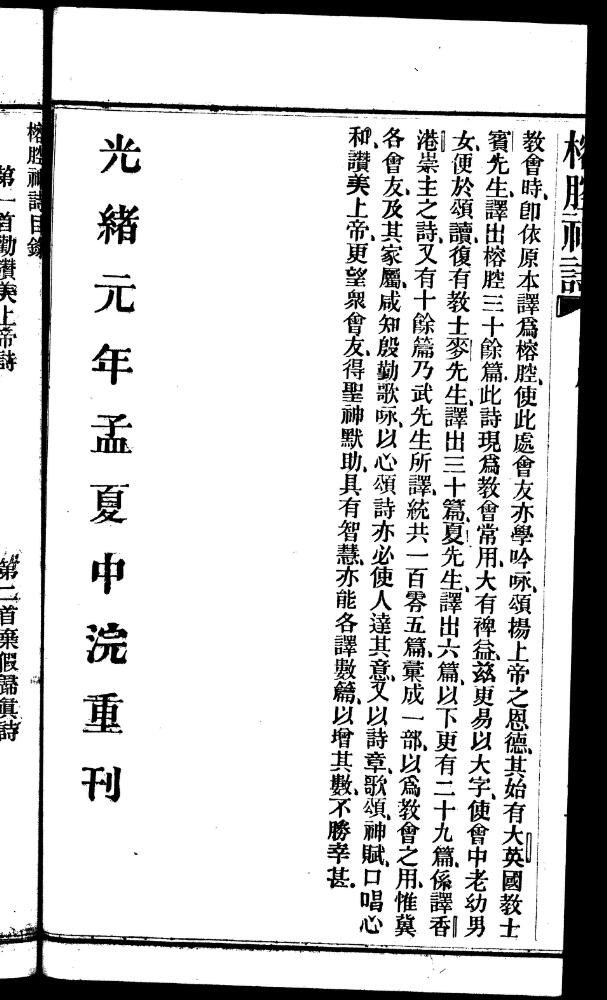 榕腔神詩
教會時、卽依原本譯爲榕腔、使此處會友亦學吟咏、頌揚上帝之恩德、其始有大英國教士
賓先生、譯出榕腔三十餘篇、此詩現爲教會常用、大有裨益、茲更易以大字、使會中老幼男
女、便於頌讀、復有教士麥先生、譯出三十篇、夏先生、譯出六篇、以下更有二十九篇、係譯香
港崇主之詩、又有十餘篇、乃武先生所譯、統共一百零五篇、彙成一部、以爲教會之用、惟冀
各會友、及其家屬、咸知殷勤歌咏、以心頌詩、亦必使人達其意、又以詩章、歌頌、神賦、口唱心
和、讚美上帝、更望衆會友、得聖神默助、具有智慧、亦能各譯數篇、以增其數、不勝幸甚、
光緒元年孟夏中浣重刊
榕腔神詩目錄
第一首勤讚美上帝詩
第二首棄假歸眞詩